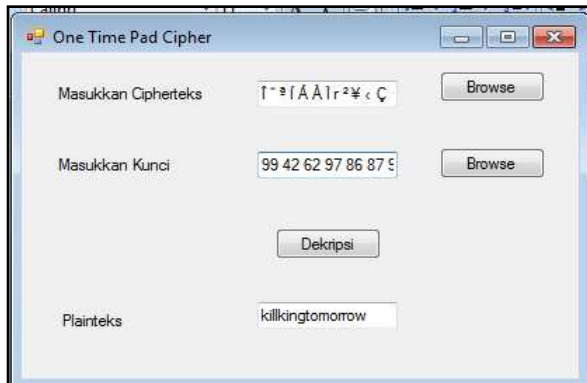 One Time Pad Cipher
Masukkan Cipherteks Browse
Masukkan Kunci 99 42 62 97 86 87 Browse
Dekripsi
Plainteks killkingtomorrow